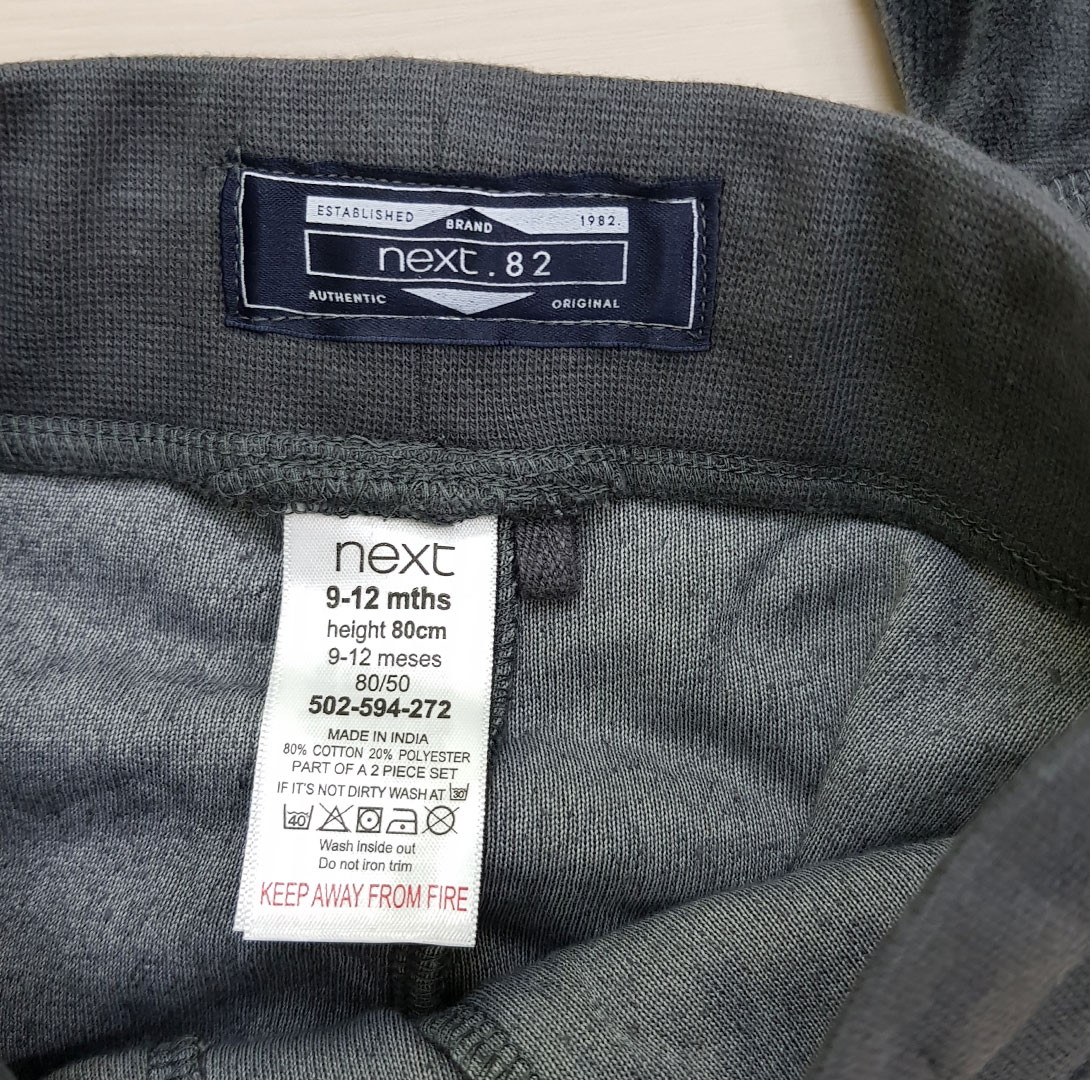 ESTABLISHED BRAND 1982.
next.82
AUTHENTIC ORIGINAL
next
9-12 mths
height 80cm
9-12 meses
80/50
502-594-272
MADE IN INDIA
80% COTTON 20% POLYESTER
PART OF A 2 PIECE SET
IF IT'S NOT DIRTY WASH AT 30°
40°
Wash inside out
Do not iron trim
KEEP AWAY FROM FIRE